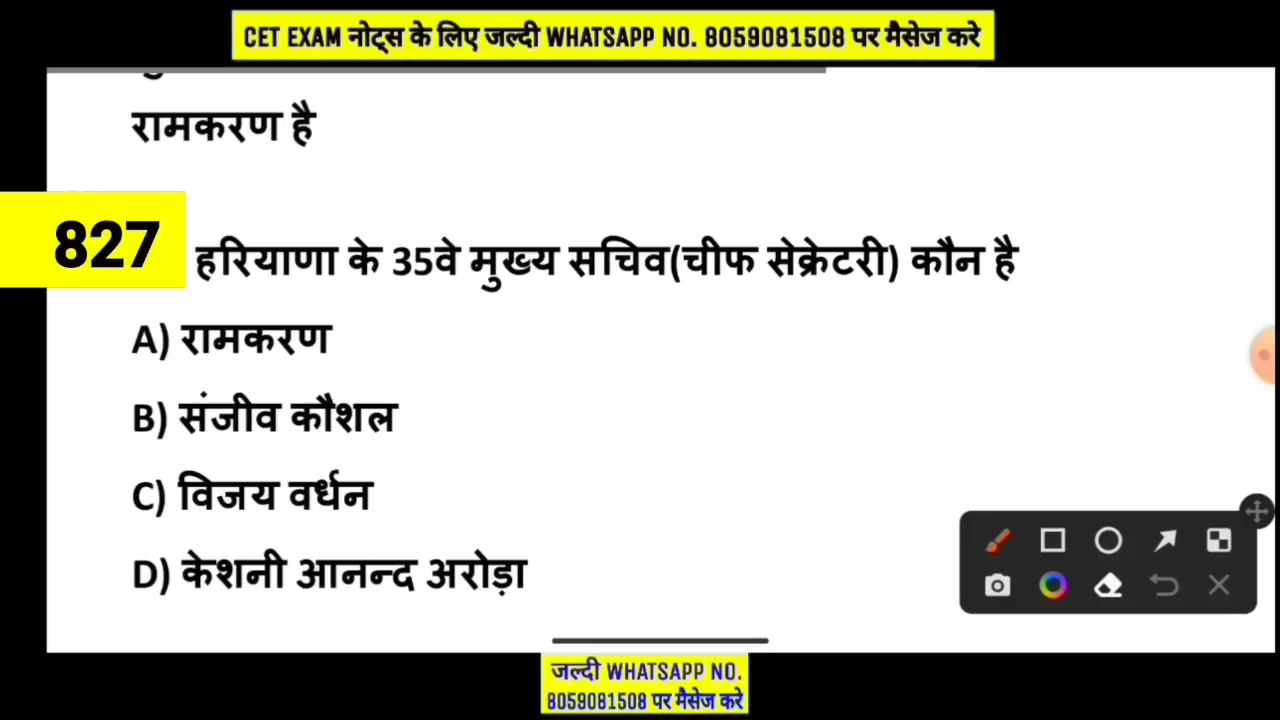 CET EXAM नोट्स के लिए जल्दी WHATSAPP NO. 8059081508 पर मैसेज करे
रामकरण है
827 हरियाणा के 35वे मुख्य सचिव(चीफ सेक्रेटरी) कौन है
A) रामकरण
B) संजीव कौशल
C) विजय वर्धन
D) केशनी आनन्द अरोड़ा
जल्दी WHATSAPP NO.
8059081508 पर मैसेज करे